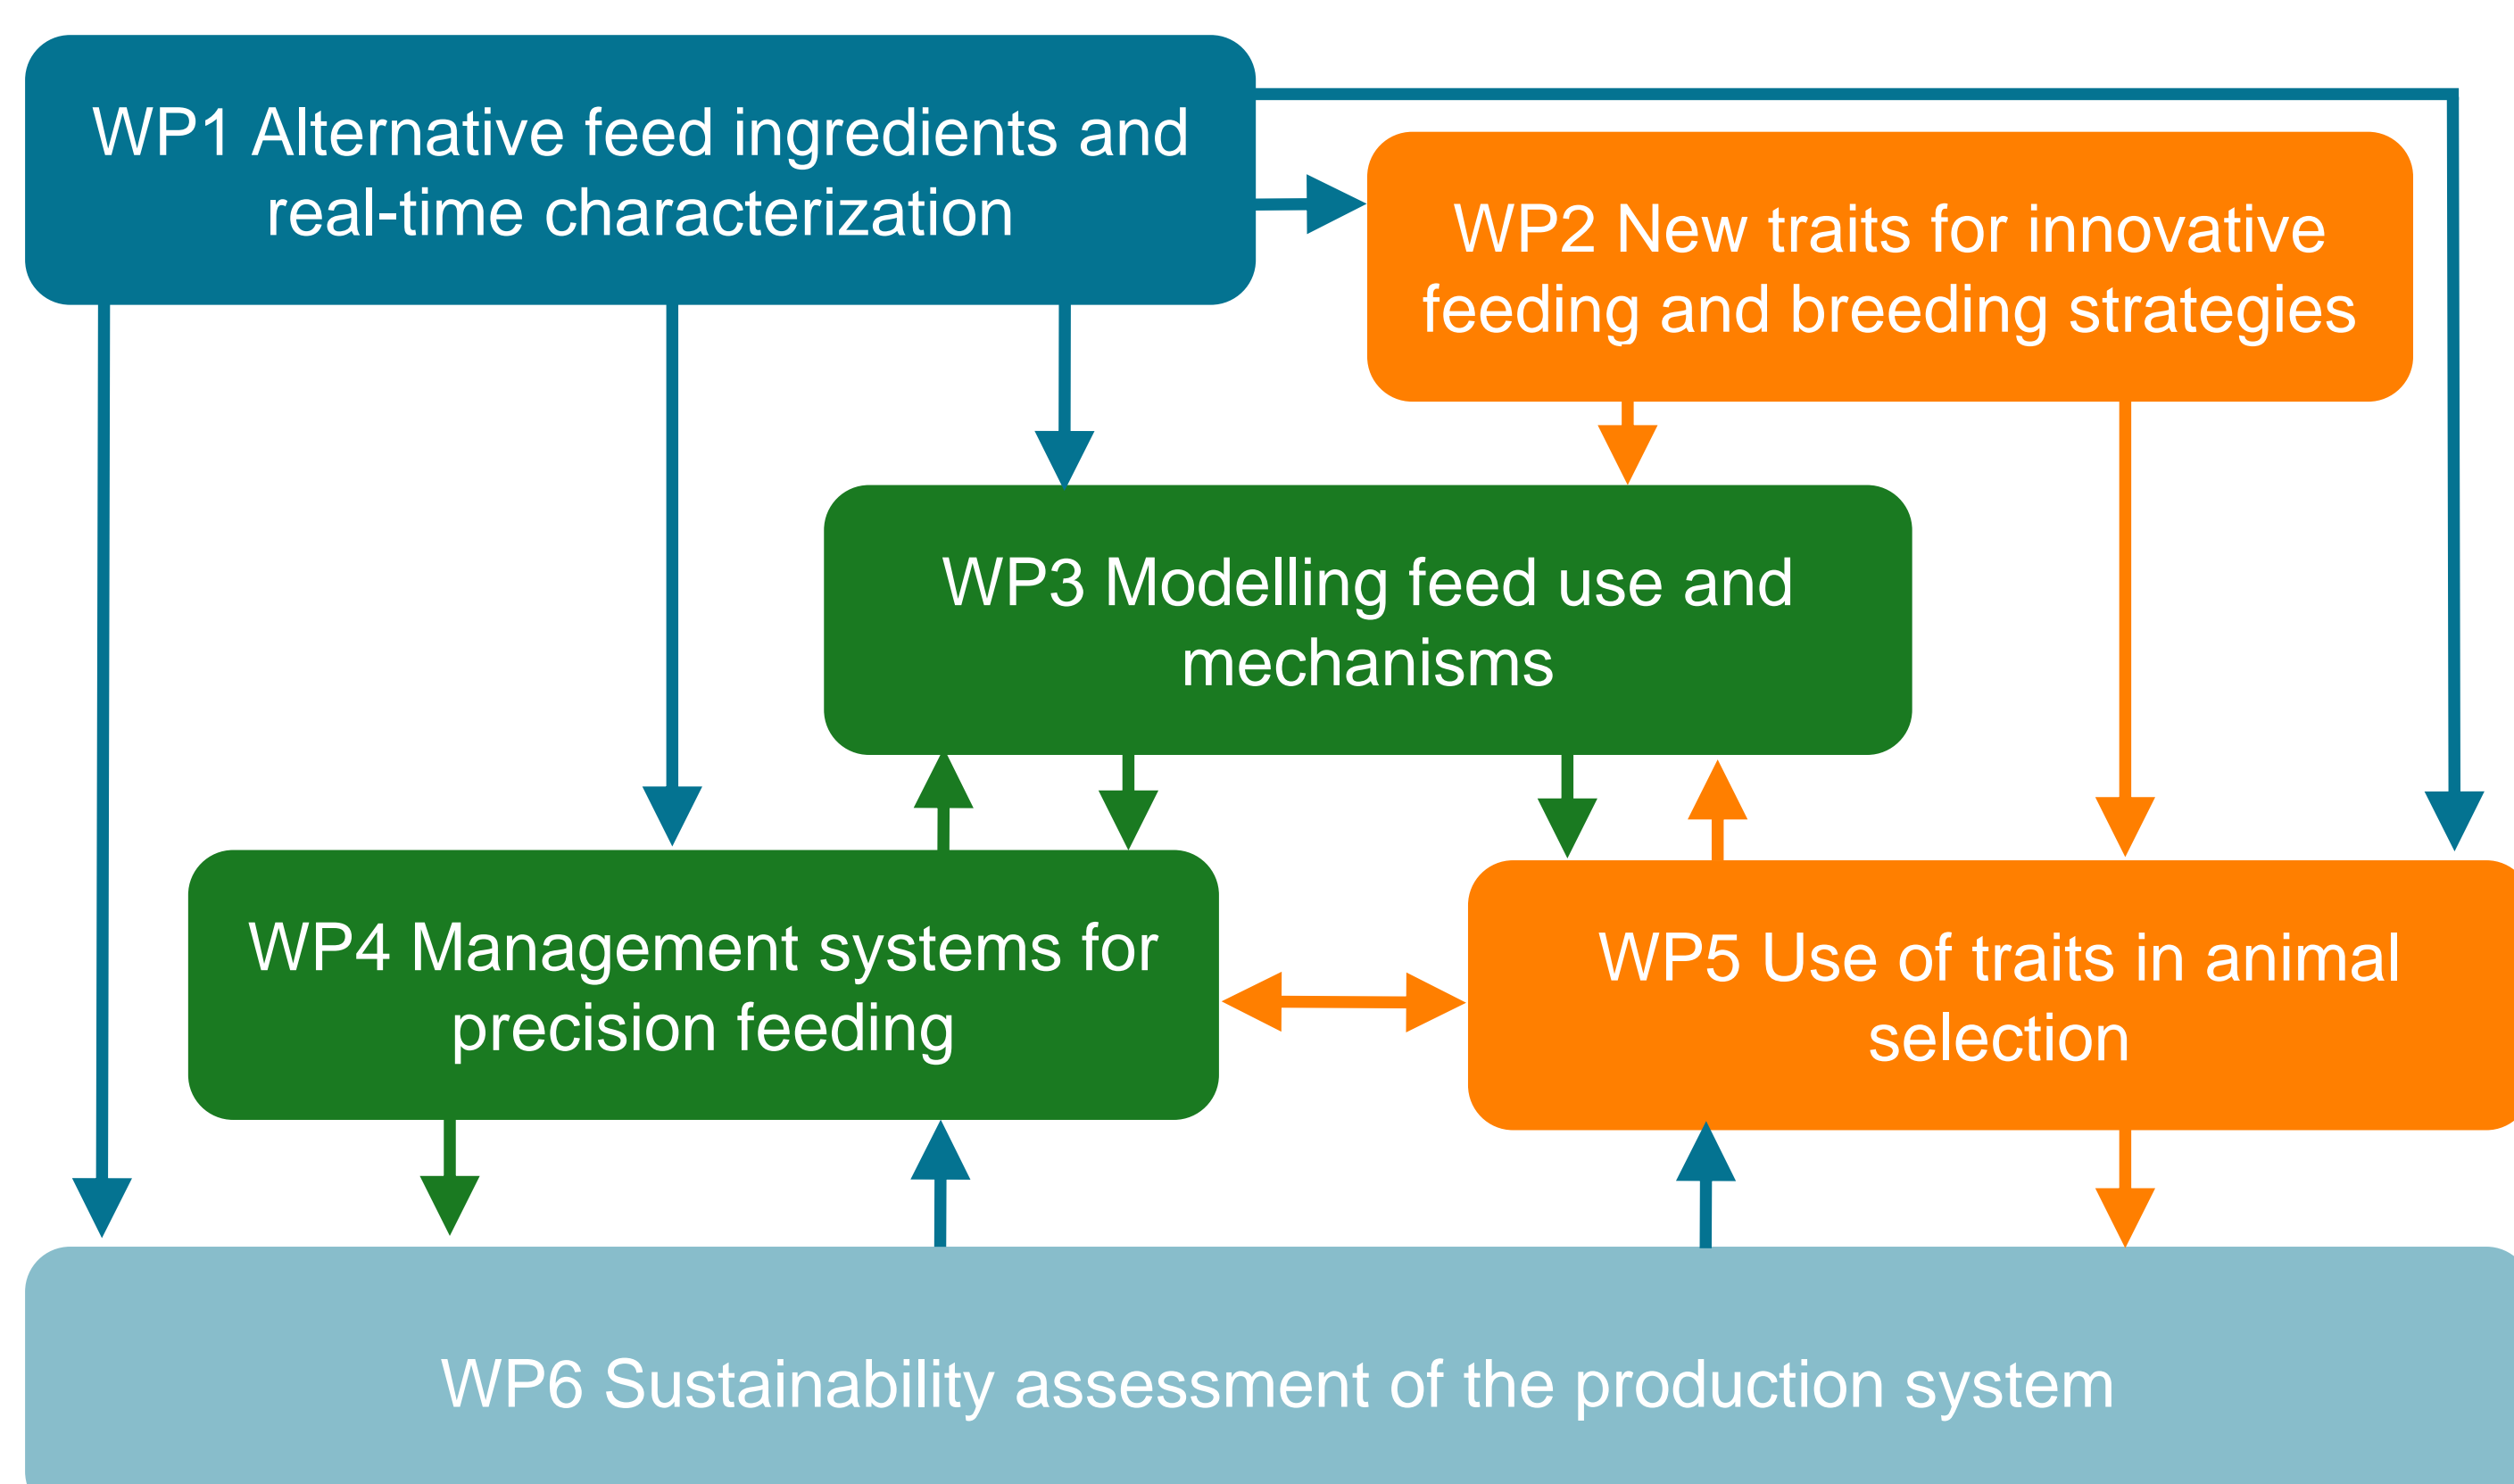 WP1 Alternative feed ingredients and
real-time characterization
WP2 New traits for innovative
feeding and breeding strategies
WP3 Modelling feed use and
mechanisms
WP4 Management systems for
precision feeding
WP5 Use of traits in animal
selection
WP6 Sustainability assessment of the production system